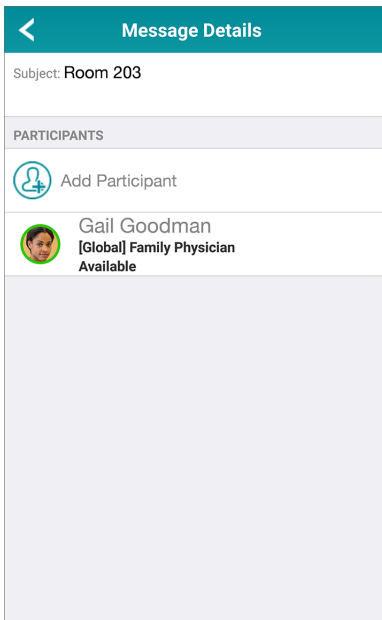 Message Details
Subject: Room 203
PARTICIPANTS
Add Participant
Gail Goodman
[Global] Family Physician
Available